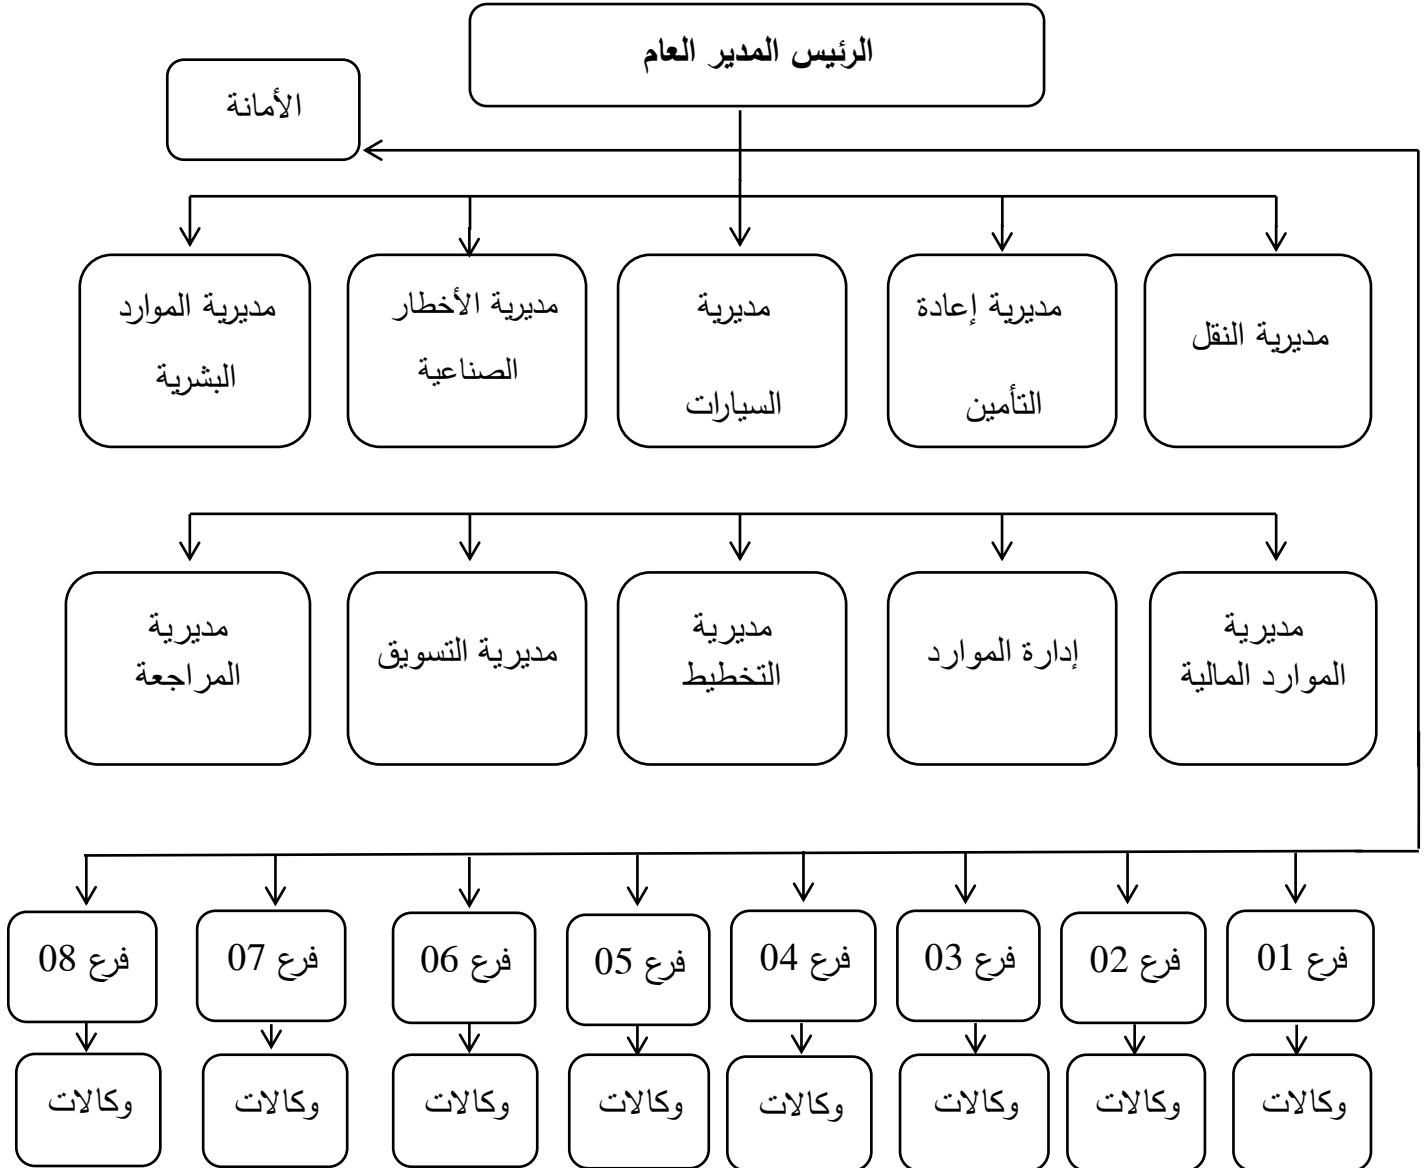 الرئيس المدير العام
الأمانة
مديرية النقل
مديرية إعادة
التأمين
مديرية
السيارات
مديرية الأخطار
الصناعية
مديرية الموارد
البشرية
مديرية
الموارد المالية
إدارة الموارد
مديرية
التخطيط
مديرية التسويق
مديرية
المراجعة
فرع 01
فرع 02
فرع 03
فرع 04
فرع 05
فرع 06
فرع 07
فرع 08
وكالات
وكالات
وكالات
وكالات
وكالات
وكالات
وكالات
وكالات